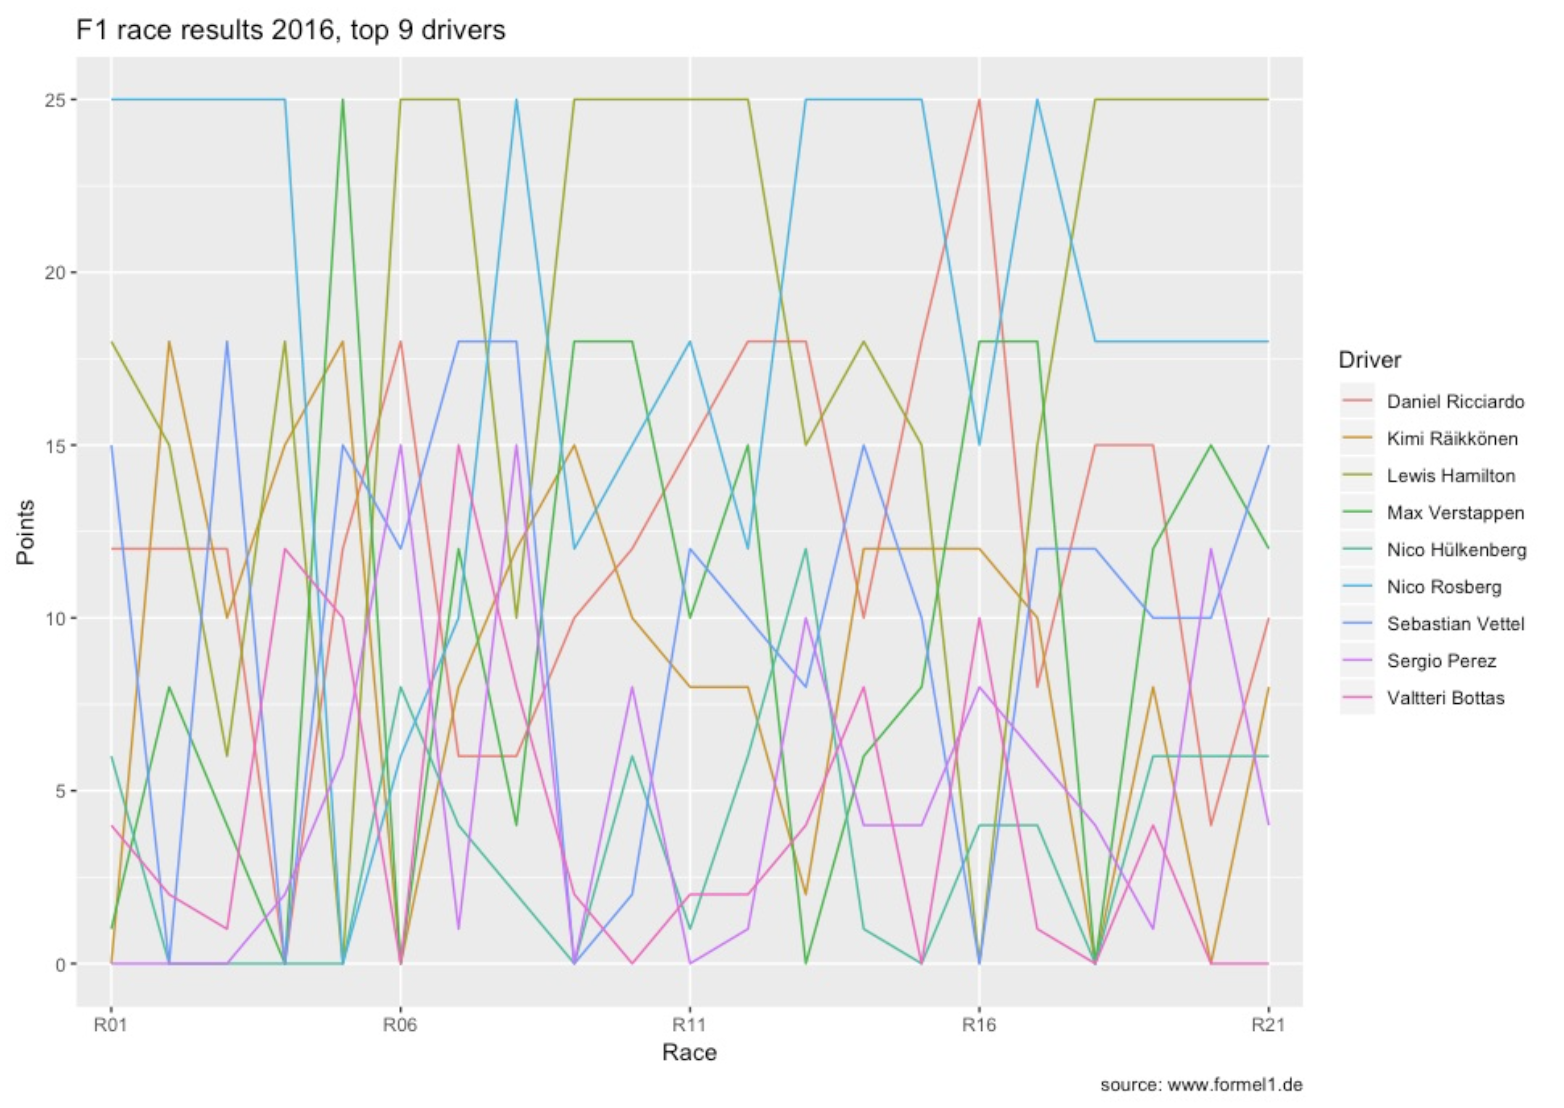 F1 race results 2016, top 9 drivers
Points
25
20
15
10
5
0
R01 R06 R11 R16 R21
Race
Driver
Daniel Ricciardo
Kimi Räikkönen
Lewis Hamilton
Max Verstappen
Nico Hülkenberg
Nico Rosberg
Sebastian Vettel
Sergio Perez
Valtteri Bottas
source: www.formel1.de